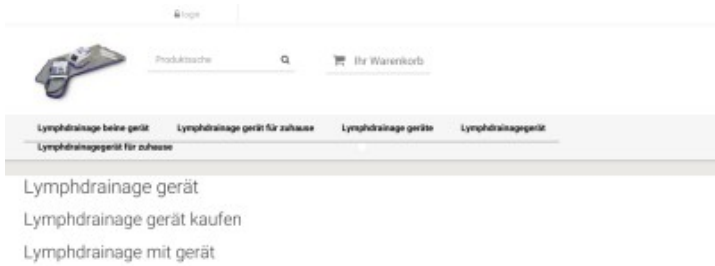 login
Produktsuche
Ihr Warenkorb
Lymphdrainage beine gerät Lymphdrainage gerät für zuhause Lymphdrainage geräte Lymphdrainagegerät
Lymphdrainagegerät für zuhause
Lymphdrainage gerät
Lymphdrainage gerät kaufen
Lymphdrainage mit gerät